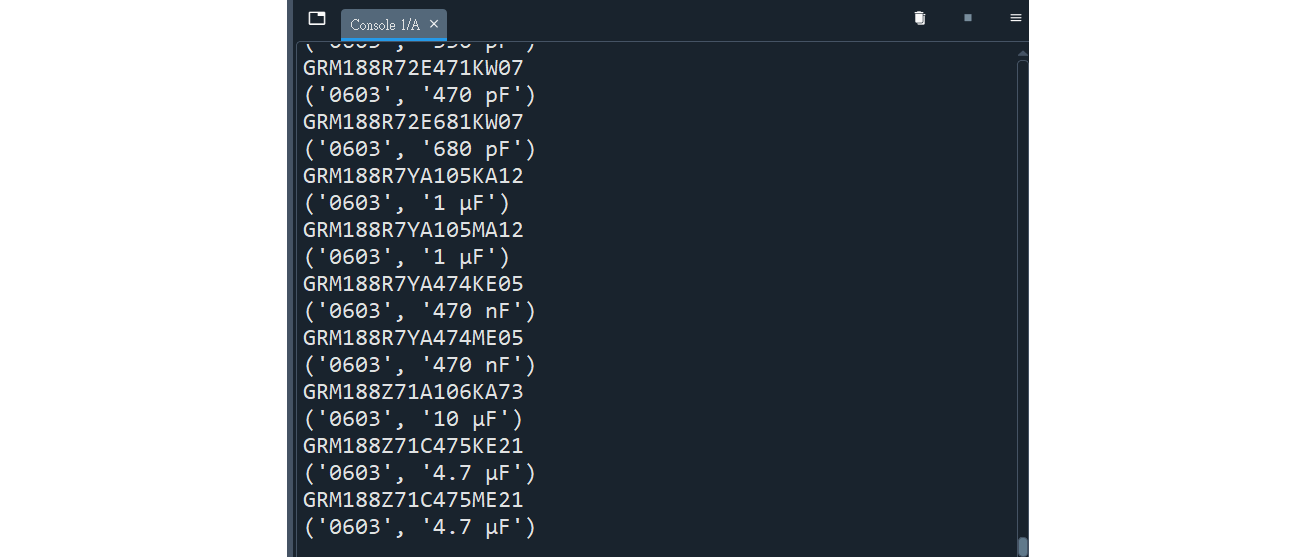 Console 1/A
GRM188R72E471KW07
('0603', '470 pF')
GRM188R72E681KW07
('0603', '680 pF')
GRM188R7YA105KA12
('0603', '1 µF')
GRM188R7YA105MA12
('0603', '1 µF')
GRM188R7YA474KE05
('0603', '470 nF')
GRM188R7YA474ME05
('0603', '470 nF')
GRM188Z71A106KA73
('0603', '10 µF')
GRM188Z71C475KE21
('0603', '4.7 µF')
GRM188Z71C475ME21
('0603', '4.7 µF')